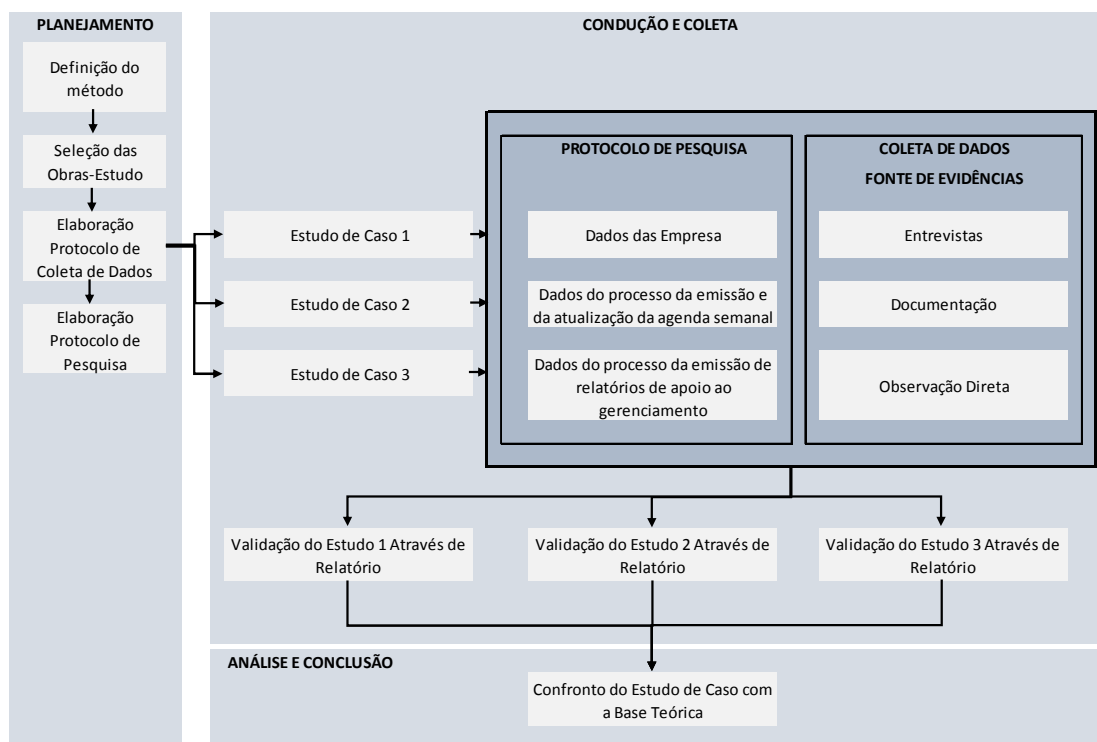 PLANEJAMENTO
Definição do
método
Seleção das
Obras-Estudo
Elaboração
Protocolo de
Coleta de Dados
Elaboração
Protocolo de
Pesquisa
CONDUÇÃO E COLETA
Estudo de Caso 1
Estudo de Caso 2
Estudo de Caso 3
PROTOCOLO DE PESQUISA
Dados das Empresa
Dados do processo da emissão e
da atualização da agenda semanal
Dados do processo da emissão de
relatórios de apoio ao
gerenciamento
COLETA DE DADOS
FONTE DE EVIDÊNCIAS
Entrevistas
Documentação
Observação Direta
Validação do Estudo 1 Através de
Relatório
Validação do Estudo 2 Através de
Relatório
Validação do Estudo 3 Através de
Relatório
ANÁLISE E CONCLUSÃO
Confronto do Estudo de Caso com
a Base Teórica